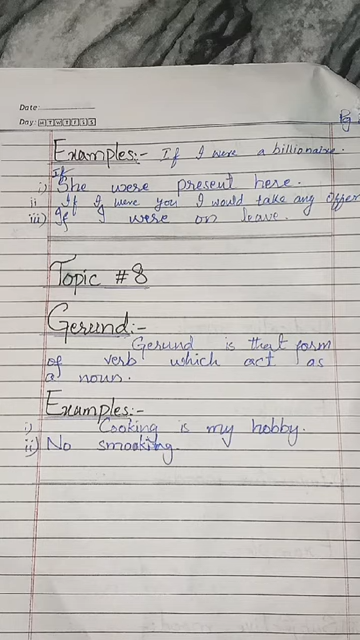 Date:
Day: M T W T F S S
Examples:- If I were a billionaire.
If
i) She were present here.
ii If I were you I would take any offer
iii) If I were on leave.
Topic #8
Gerund:-
Gerund is that form
of verb which act as
a noun.
Examples:-
i) Cooking is my hobby.
ii) No smooking.